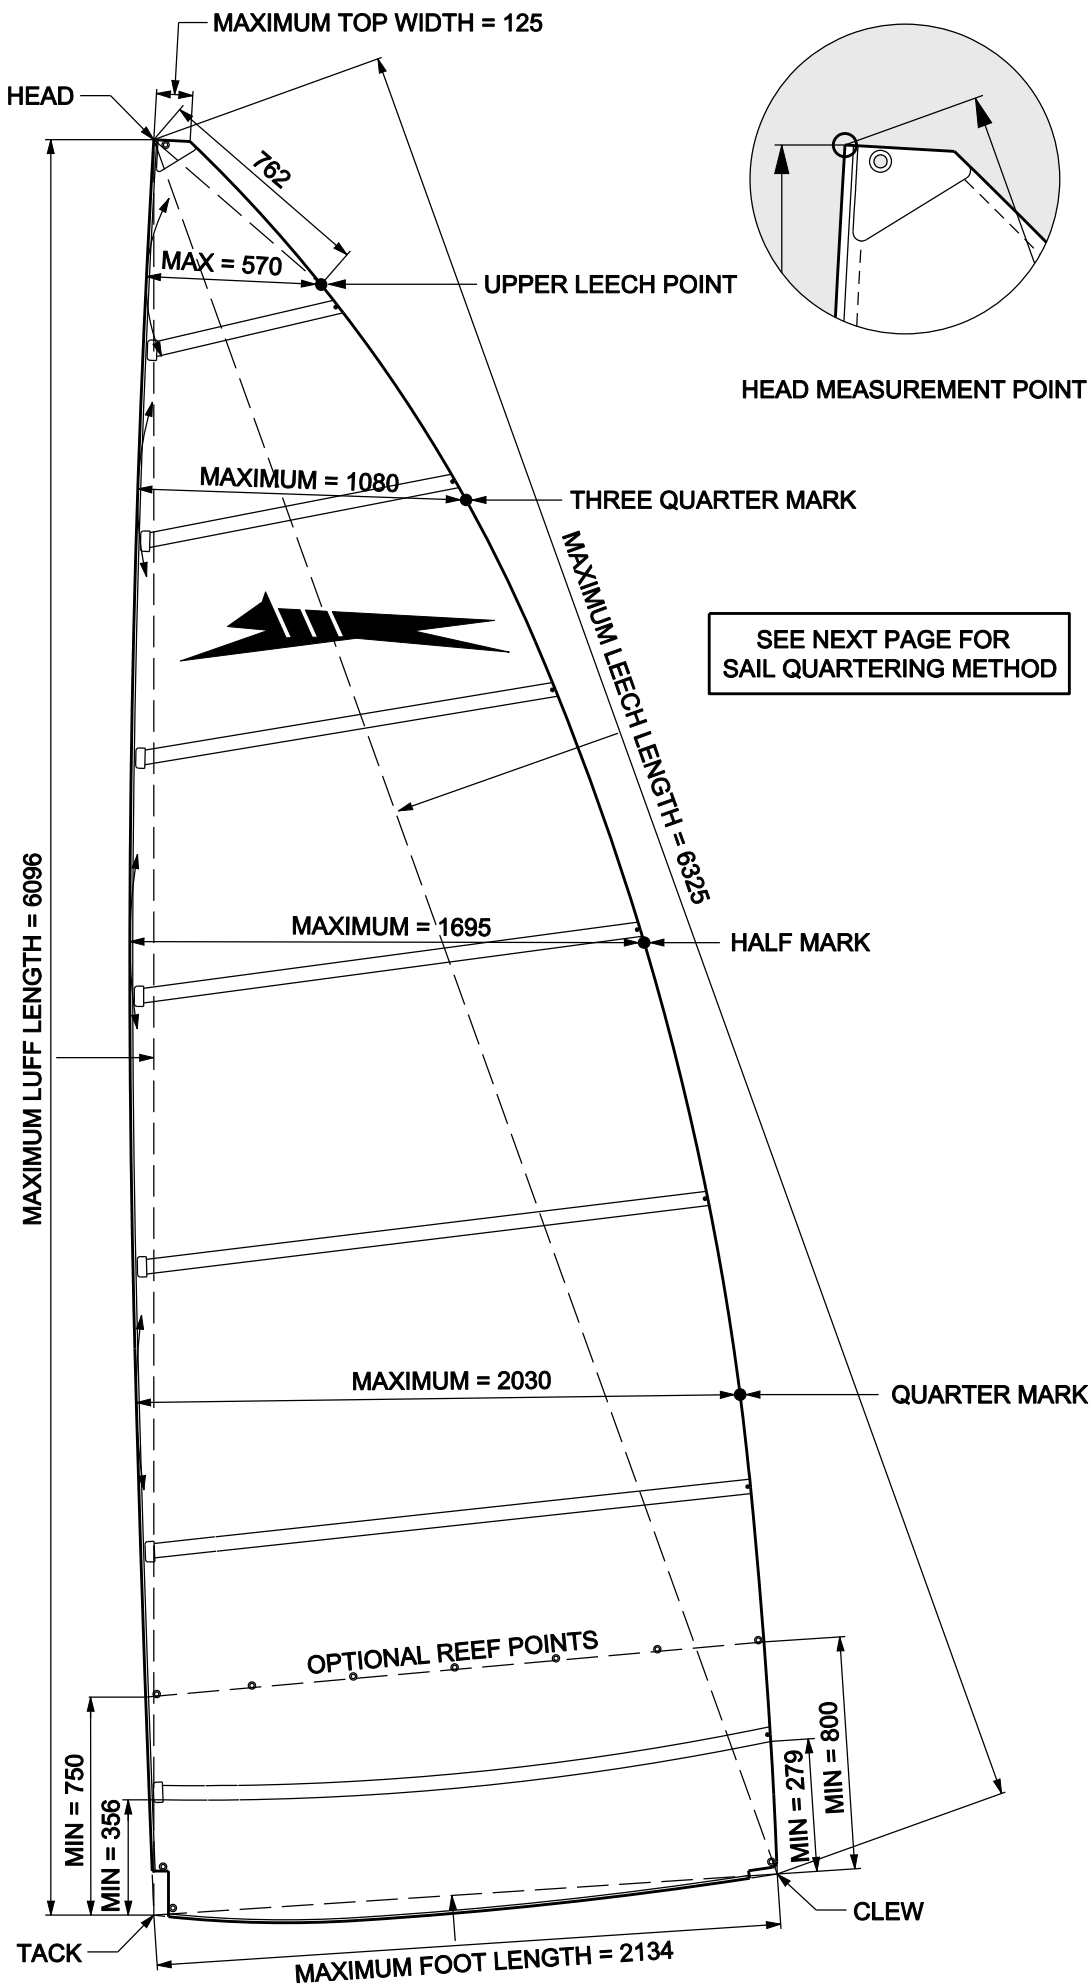 MAXIMUM TOP WIDTH = 125
HEAD
762
MAX = 570
UPPER LEECH POINT
HEAD MEASUREMENT POINT
MAXIMUM = 1080
THREE QUARTER MARK
MAXIMUM LEECH LENGTH = 6325
SEE NEXT PAGE FOR
SAIL QUARTERING METHOD
MAXIMUM LUFF LENGTH = 6096
MAXIMUM = 1695
HALF MARK
MAXIMUM = 2030
QUARTER MARK
OPTIONAL REEF POINTS
MIN = 750
MIN = 356
MIN = 279
MIN = 800
CLEW
TACK
MAXIMUM FOOT LENGTH = 2134